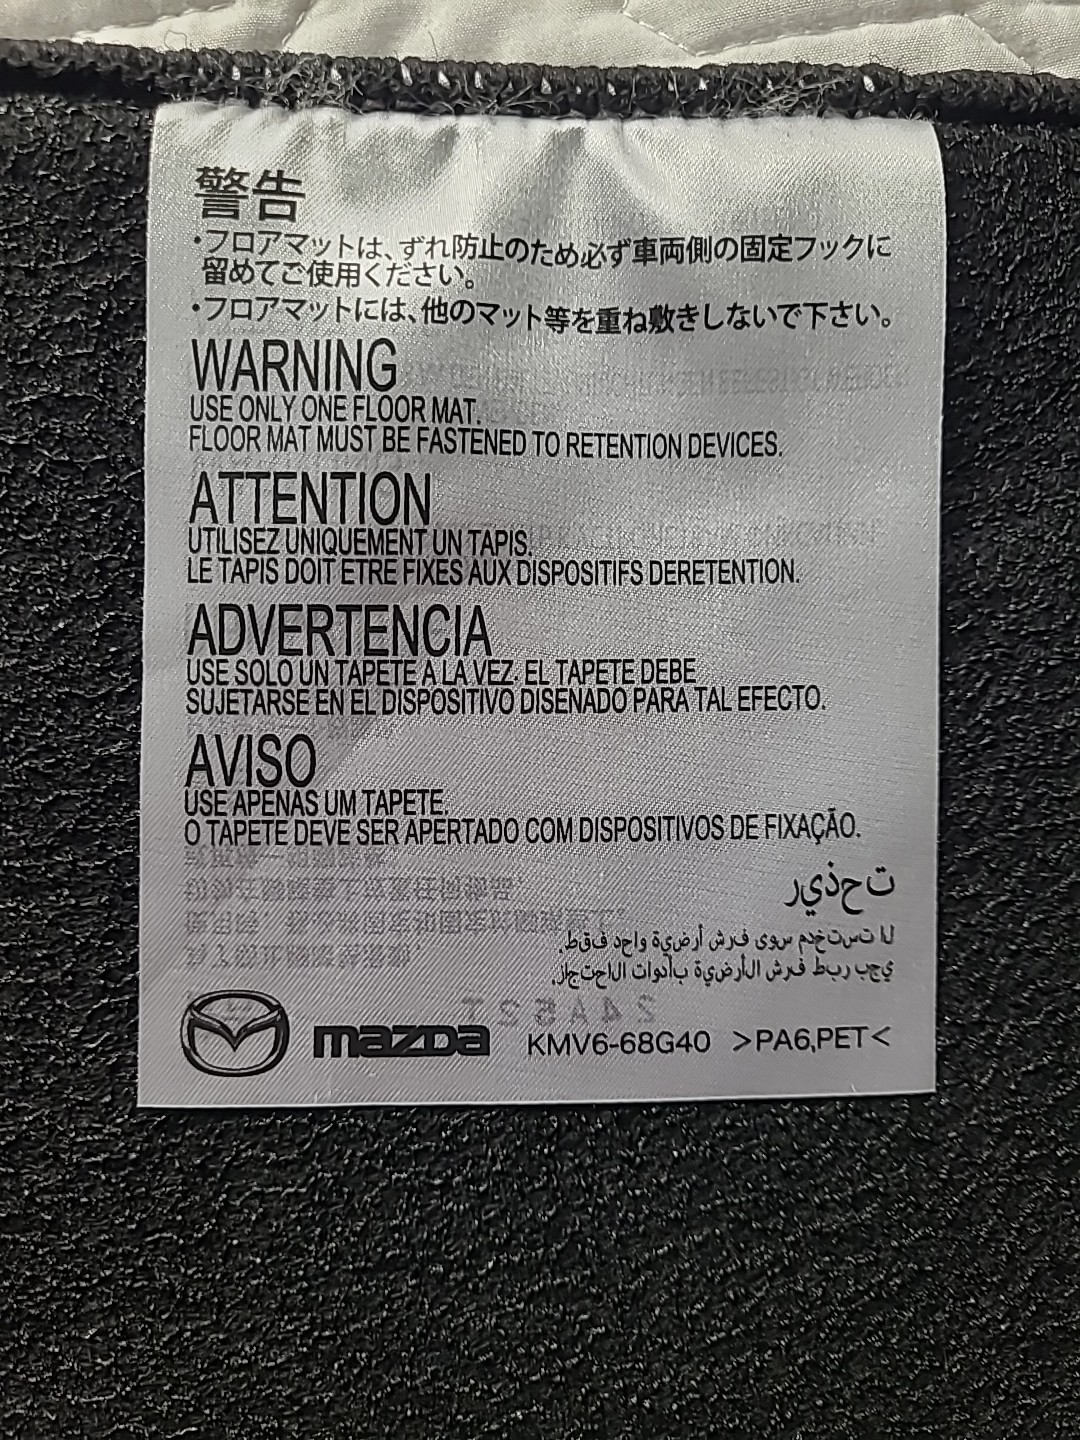 警告
・フロアマットは、ずれ防止のため必ず車両側の固定フックに
留めてご使用ください。
・フロアマットには、他のマット等を重ね敷きしないで下さい。
WARNING
USE ONLY ONE FLOOR MAT.
FLOOR MAT MUST BE FASTENED TO RETENTION DEVICES.
ATTENTION
UTILISEZ UNIQUEMENT UN TAPIS.
LE TAPIS DOIT ETRE FIXES AUX DISPOSITIFS DERETENTION.
ADVERTENCIA
USE SOLO UN TAPETE A LA VEZ. EL TAPETE DEBE
SUJETARSE EN EL DISPOSITIVO DISENADO PARA TAL EFECTO.
AVISO
USE APENAS UM TAPETE.
O TAPETE DEVE SER APERTADO COM DISPOSITIVOS DE FIXAÇÃO.
تحذير
لا تستخدم سوى فرش أرضية واحد فقط.
يجب ربط فرش الأرضية بأدوات الاحتجاز.
mazda KMV6-68G40 >PA6,PET<
24A52T